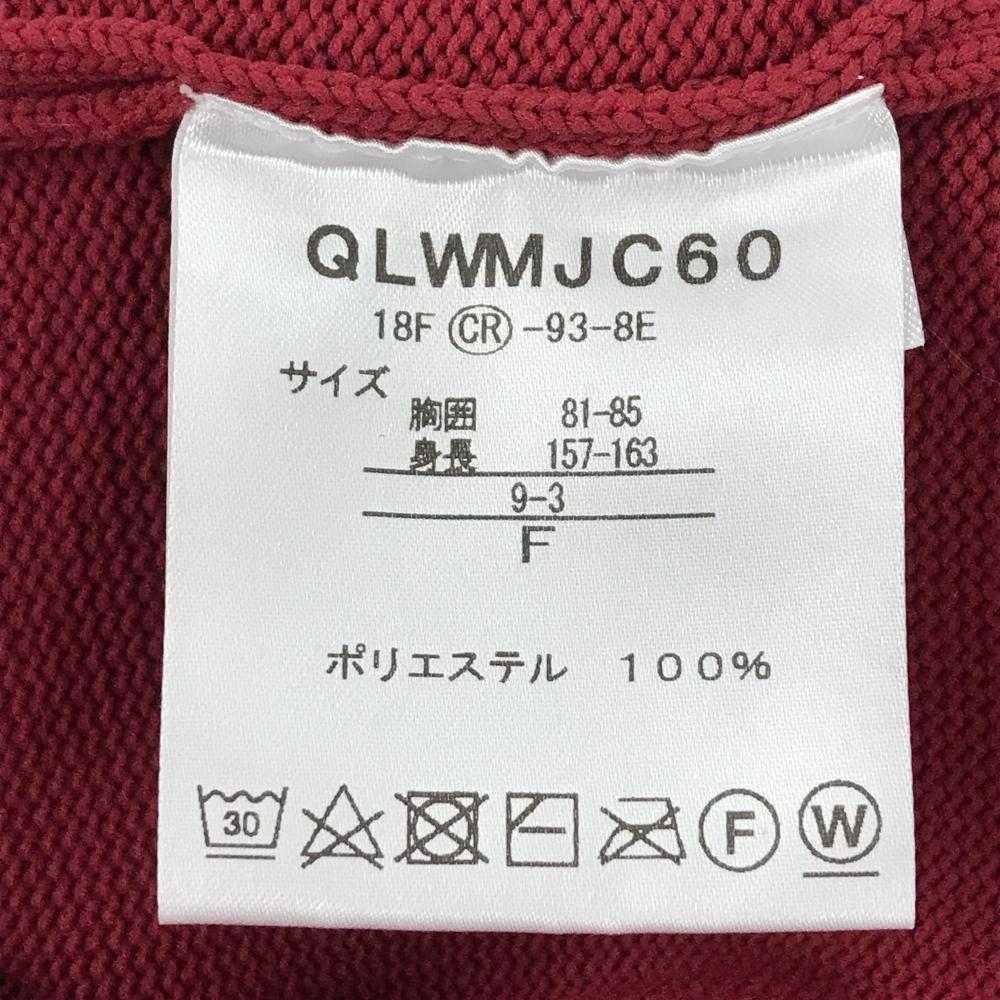 QLWMJC60
18F CR -93-8E
サイズ
胸囲 81-85
身長 157-163
9-3
F
ポリエステル 100%
30 F W